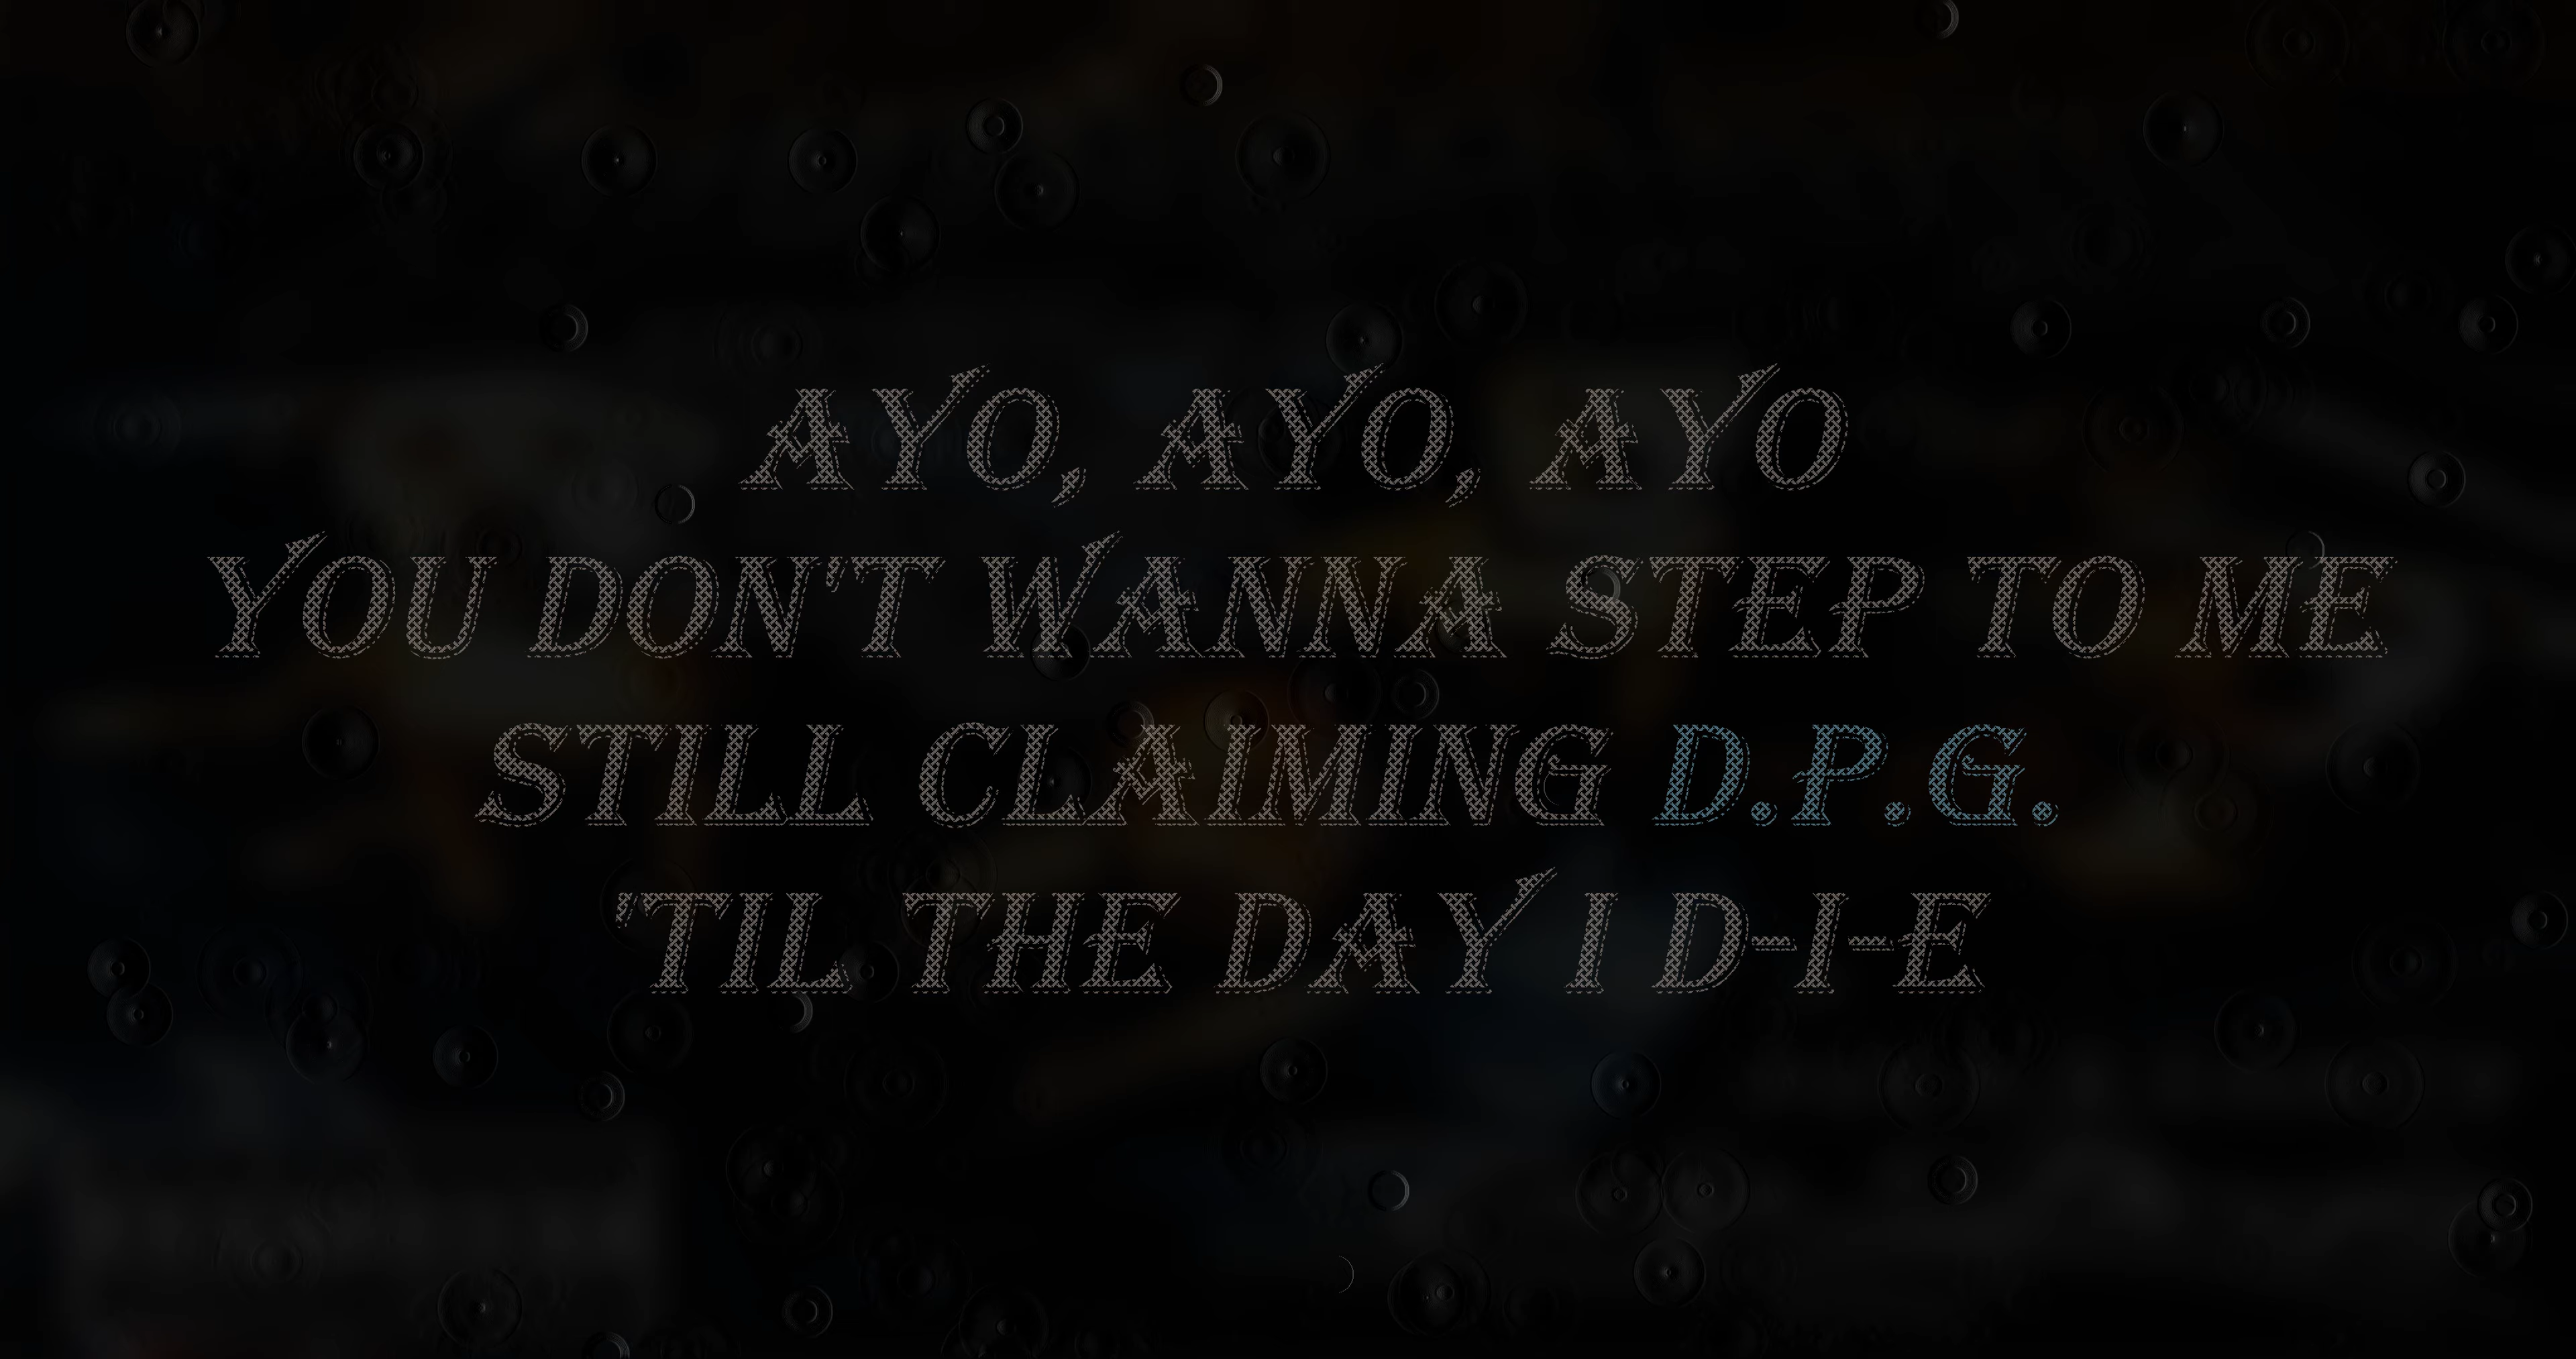 AYO, AYO, AYO
YOU DON'T WANNA STEP TO ME
STILL CLAIMING D.P.G.
'TIL THE DAY I D-I-E